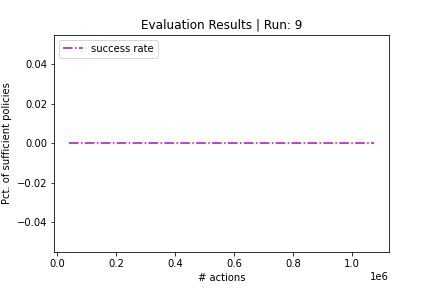 Evaluation Results | Run: 9
success rate
Pct. of sufficient policies
0.04
0.02
0.00
−0.02
−0.04
0.0
0.2
0.4
0.6
0.8
1.0
1e6
# actions